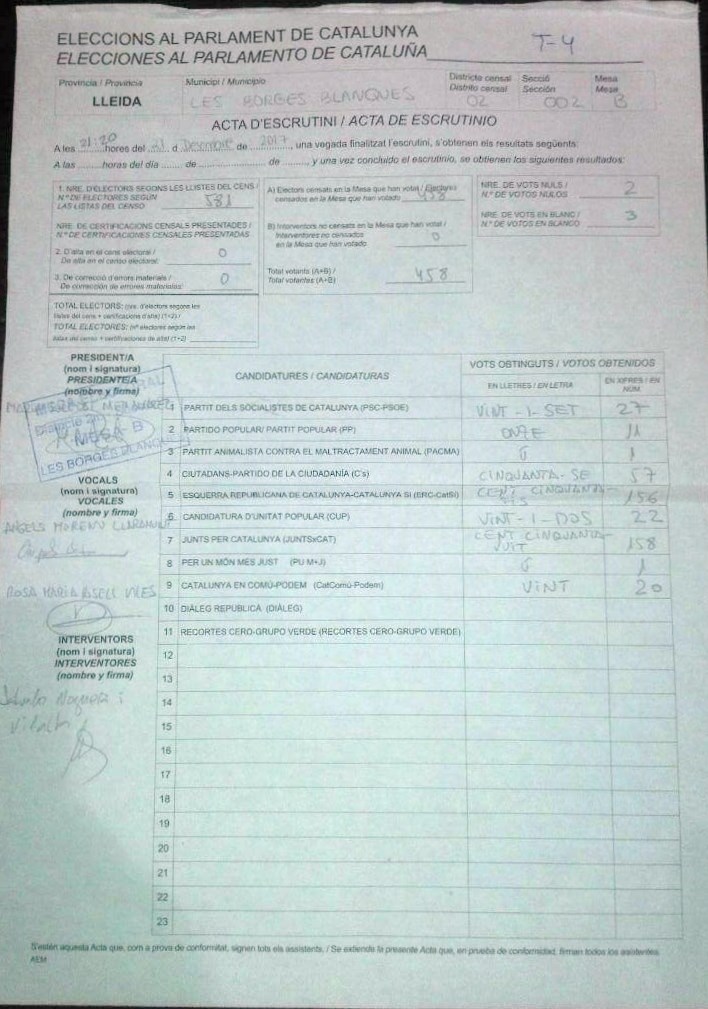 ELECCIONS AL PARLAMENT DE CATALUNYA
ELECCIONES AL PARLAMENTO DE CATALUÑA
T-4
Província / Provincia
LLEIDA
Municipi / Municipio
LES BORGES BLANQUES
Districte censal
Distrito censal
02
Secció
Sección
002
Mesa
Mesa
B
ACTA D'ESCRUTINI / ACTA DE ESCRUTINIO
A les 21:20 hores del 21 d Desembre de 2017, una vegada finalitzat l'escrutini, s'obtenen els resultats següents:
A las ........ horas del día ....... de .................. de ........, y una vez concluido el escrutinio, se obtienen los siguientes resultados:
1. NRE. D'ELECTORS SEGONS LES LLISTES DEL CENS /
N.º DE ELECTORES SEGÚN
LAS LISTAS DEL CENSO 581
NRE. DE CERTIFICACIONS CENSALS PRESENTADES /
N.º DE CERTIFICACIONES CENSALES PRESENTADAS
2. D'alta en el cens electoral /
De alta en el censo electoral: 0
3. De correcció d'errors materials /
De corrección de errores materiales: 0
TOTAL ELECTORS: (nre. d'electors segons les
llistes del cens + certificacions d'alta) (1+2) /
TOTAL ELECTORES: (nº electores según las
listas del censo + certificaciones de alta) (1+2)
A) Electors censats en la Mesa que han votat / Electores
censados en la Mesa que han votado 458
B) Interventors no censats en la Mesa que han votat /
Interventores no censados
en la Mesa que han votado 0
Total votants (A+B) /
Total votantes (A+B) 458
NRE. DE VOTS NULS /
N.º DE VOTOS NULOS 2
NRE. DE VOTS EN BLANC /
N.º DE VOTOS EN BLANCO 3
PRESIDENT/A
(nom i signatura)
PRESIDENTE/A
(nombre y firma)
MESA B
LES BORGES BLANQUES
VOCALS
(nom i signatura)
VOCALES
(nombre y firma)
ANGELS MORENO
ROSA MARIA
INTERVENTORS
(nom i signatura)
INTERVENTORES
(nombre y firma)
CANDIDATURES / CANDIDATURAS
VOTS OBTINGUTS / VOTOS OBTENIDOS
EN LLETRES / EN LETRA
EN XIFRES / EN NÚM.
1 PARTIT DELS SOCIALISTES DE CATALUNYA (PSC-PSOE) VINT-I-SET 27
2 PARTIDO POPULAR/ PARTIT POPULAR (PP) ONZE 11
3 PARTIT ANIMALISTA CONTRA EL MALTRACTAMENT ANIMAL (PACMA) 1
4 CIUTADANS-PARTIDO DE LA CIUDADANÍA (C's) CINQUANTA-SE 57
5 ESQUERRA REPUBLICANA DE CATALUNYA-CATALUNYA SÍ (ERC-CatSí) CENT CINQUANTA-SIS 156
6 CANDIDATURA D'UNITAT POPULAR (CUP) VINT-I-DOS 22
7 JUNTS PER CATALUNYA (JUNTSxCAT) CENT CINQUANTA-VUIT 158
8 PER UN MÓN MÉS JUST (PU M+J) 1
9 CATALUNYA EN COMÚ-PODEM (CatComú-Podem) VINT 20
10 DIÀLEG REPUBLICÀ (DIÀLEG)
11 RECORTES CERO-GRUPO VERDE (RECORTES CERO-GRUPO VERDE)
12
13
14
15
16
17
18
19
20
21
22
23
S'estén aquesta Acta que, com a prova de conformitat, signen tots els assistents. / Se extiende la presente Acta que, en prueba de conformidad, firman todos los asistentes.
AEM